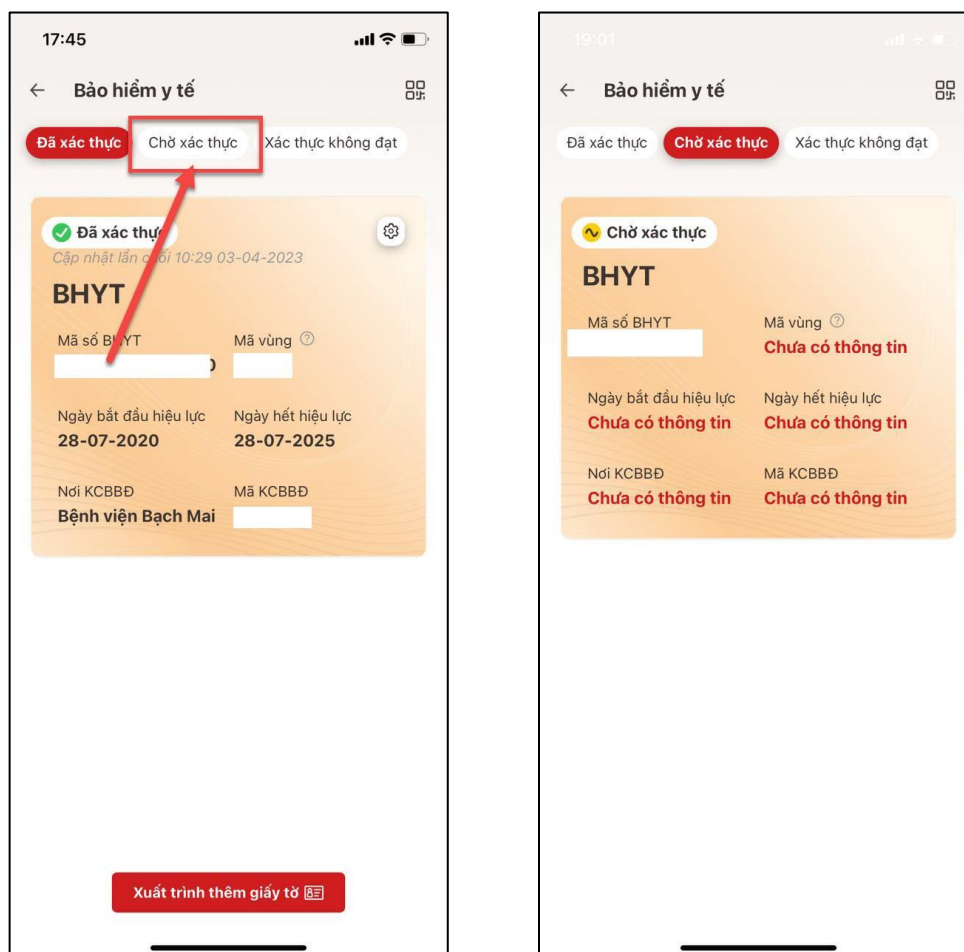 17:45
Bảo hiểm y tế
Đã xác thực Chờ xác thực Xác thực không đạt
Đã xác thực
Cập nhật lần cuối 10:29 03-04-2023
BHYT
Mã số BHYT Mã vùng
Ngày bắt đầu hiệu lực Ngày hết hiệu lực
28-07-2020 28-07-2025
Nơi KCBBĐ Mã KCBBĐ
Bệnh viện Bạch Mai
Xuất trình thêm giấy tờ
19:01
Bảo hiểm y tế
Đã xác thực Chờ xác thực Xác thực không đạt
Chờ xác thực
BHYT
Mã số BHYT Mã vùng
Chưa có thông tin
Ngày bắt đầu hiệu lực Ngày hết hiệu lực
Chưa có thông tin Chưa có thông tin
Nơi KCBBĐ Mã KCBBĐ
Chưa có thông tin Chưa có thông tin